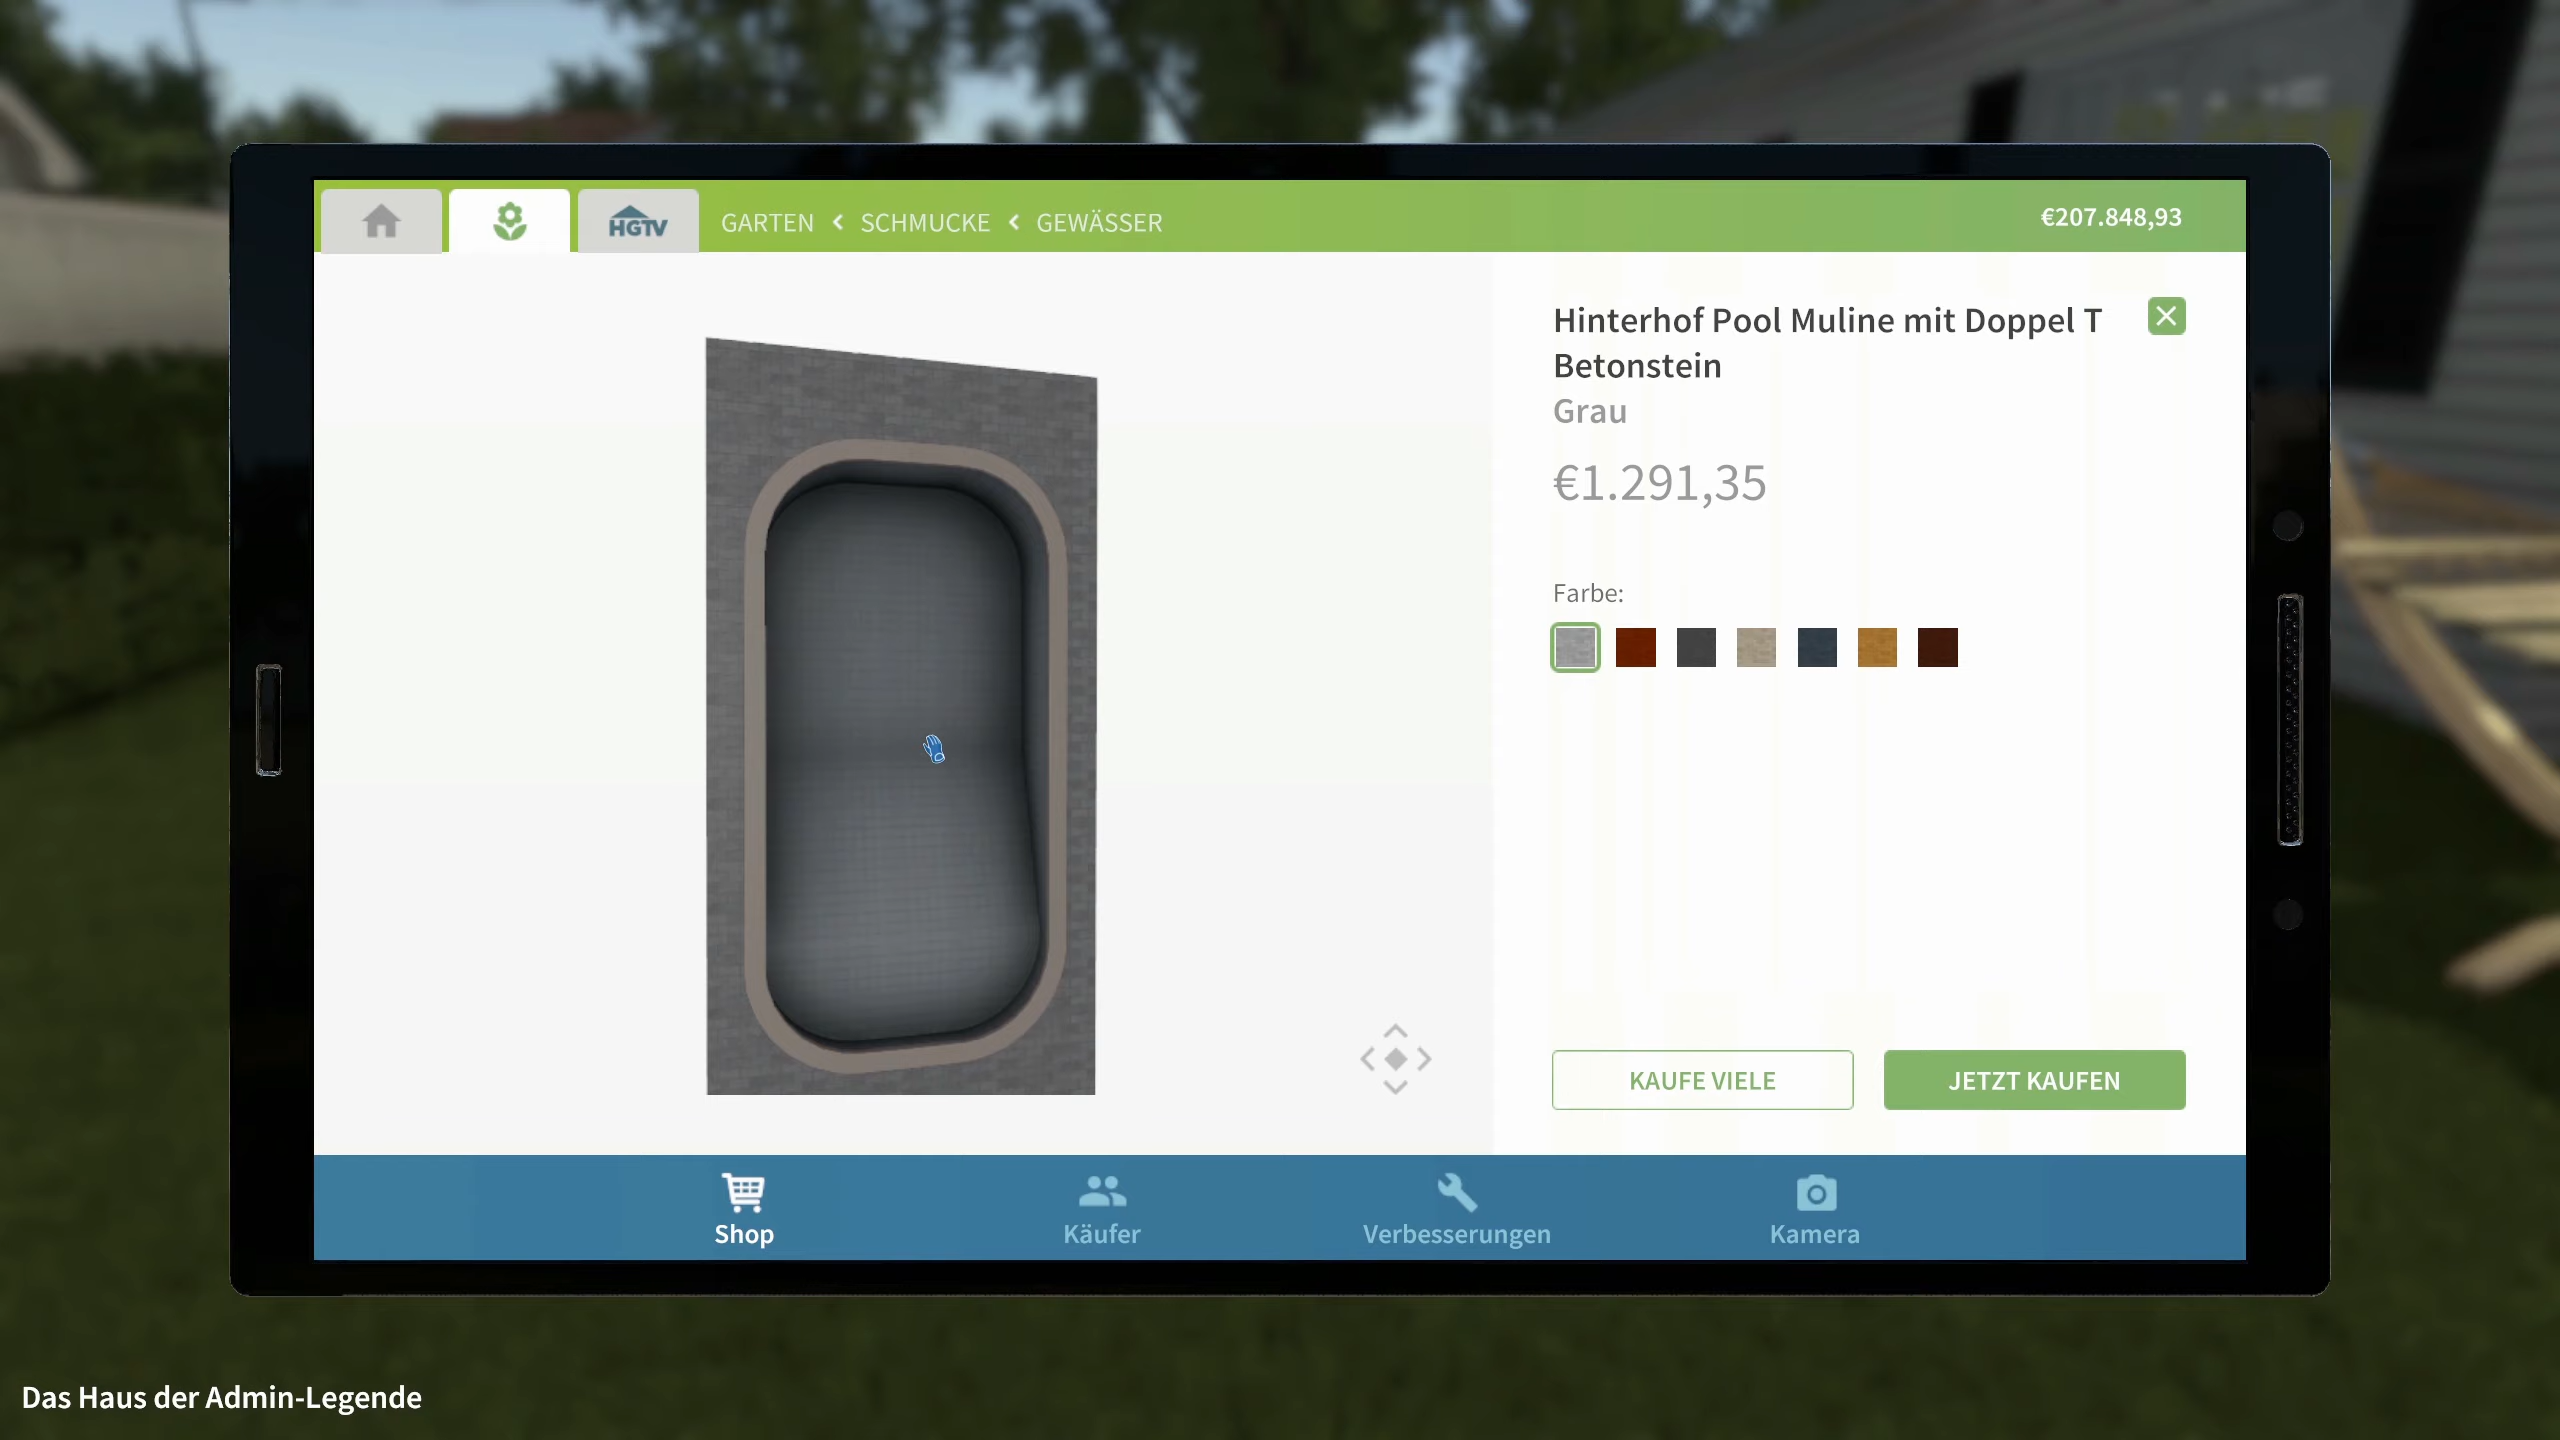 HGTV
GARTEN < SCHMUCKE < GEWÄSSER
€207.848,93
Hinterhof Pool Muline mit Doppel T
Betonstein
Grau
€1.291,35
Farbe:
KAUFE VIELE
JETZT KAUFEN
Shop
Käufer
Verbesserungen
Kamera
Das Haus der Admin-Legende